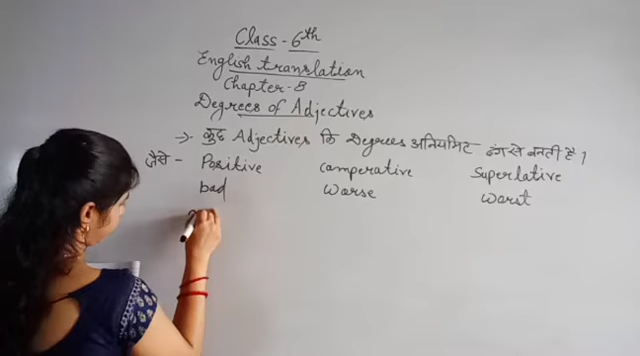 Class - 6th
English translation
Chapter-8
Degrees of Adjectives
→ कुछ Adjectives कि Degrees अनियमित ढंग से बनती है।
जैसे - Positive Camperative Superlative
bad Worse Worst